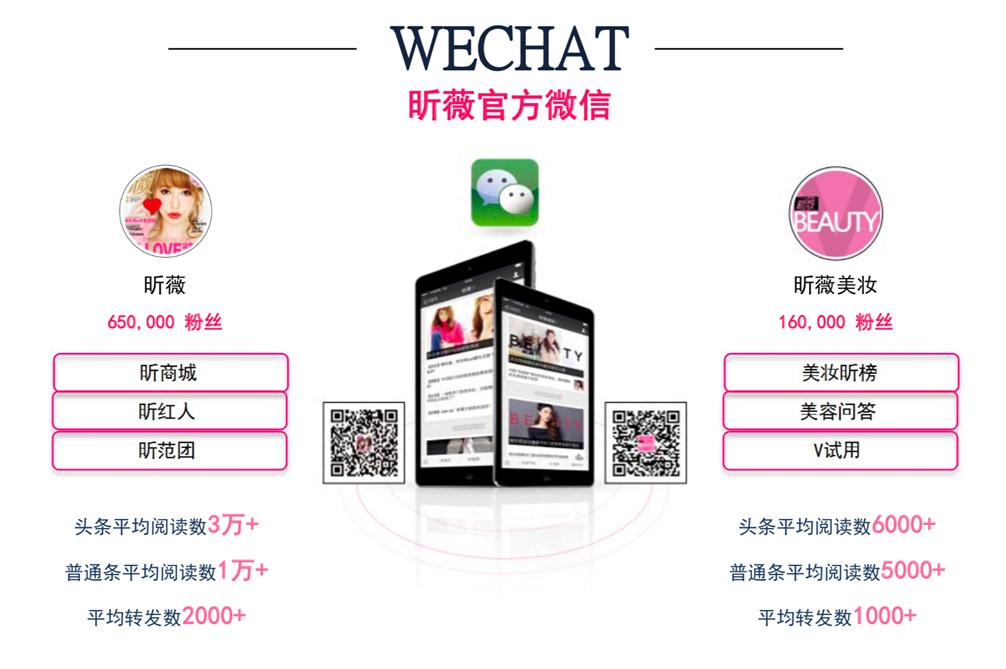 WECHAT
昕薇官方微信
昕薇
650,000 粉丝
昕商城
昕红人
昕范团
头条平均阅读数3万+
普通条平均阅读数1万+
平均转发数2000+
BEAUTY
BEAUTY
BEAUTY
昕薇美妆
160,000 粉丝
美妆昕榜
美容问答
V试用
头条平均阅读数6000+
普通条平均阅读数5000+
平均转发数1000+